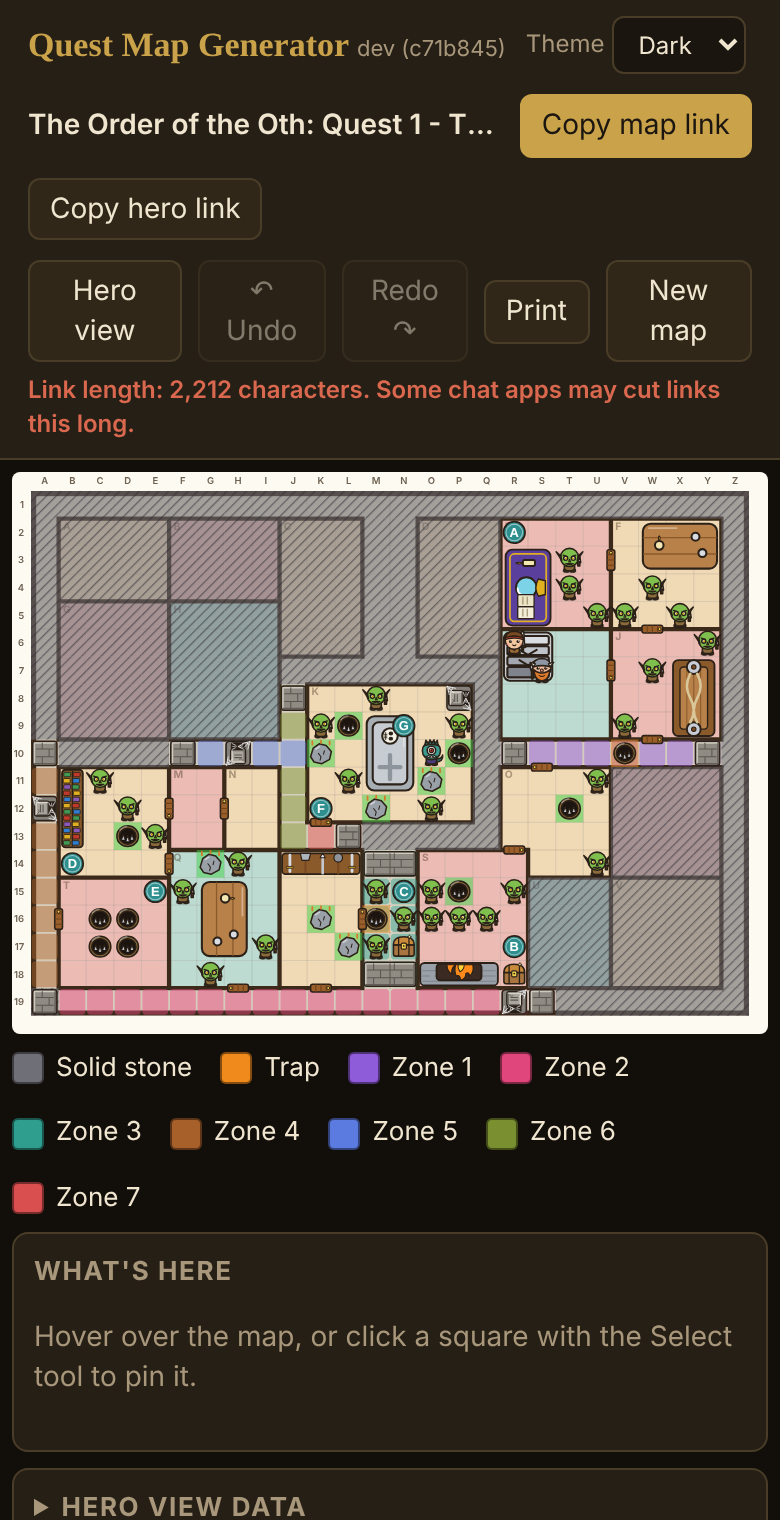 Quest Map Generator dev (c71b845) Theme Dark
The Order of the Oth: Quest 1 - T... Copy map link
Copy hero link
Hero view
↶ Undo
Redo ↷
Print
New map
Link length: 2,212 characters. Some chat apps may cut links
this long.
A B C D E F G H I J K L M N O P Q R S T U V W X Y Z
1
2 A F
3
4
5
6 J
7
8 K
9 G
10
11 M N O
12 F
13
14 D Q S
15 E C
16
17 B
18
19
T
Solid stone Trap Zone 1 Zone 2
Zone 3 Zone 4 Zone 5 Zone 6
Zone 7
WHAT'S HERE
Hover over the map, or click a square with the Select
tool to pin it.
▶ HERO VIEW DATA